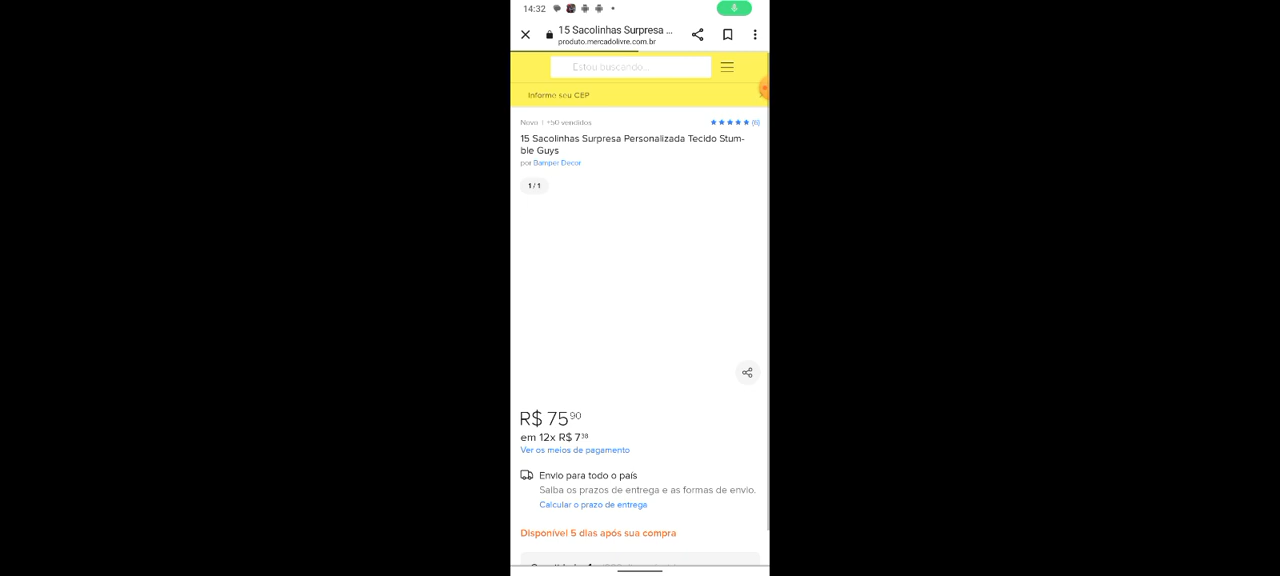 14:32
15 Sacolinhas Surpresa ...
produto.mercadolivre.com.br
Estou buscando...
Informe seu CEP
Novo | +50 vendidos
(6)
15 Sacolinhas Surpresa Personalizada Tecido Stum-
ble Guys
por Bamper Decor
1 / 1
R$ 75 90
em 12x R$ 7 38
Ver os meios de pagamento
Envio para todo o país
Saiba os prazos de entrega e as formas de envio.
Calcular o prazo de entrega
Disponível 5 dias após sua compra